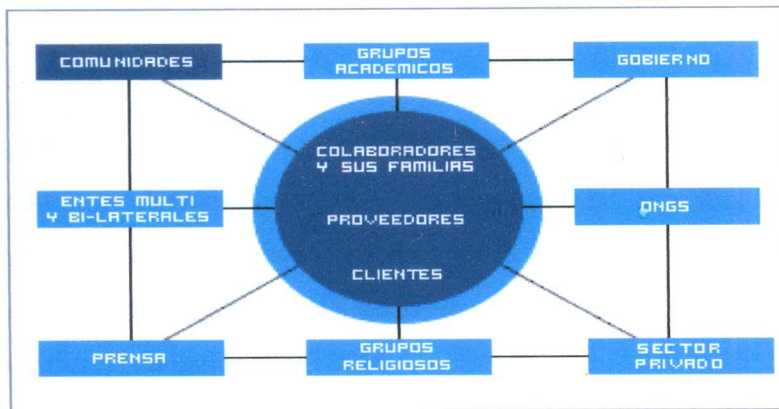 COMUNIDADES
GRUPOS
ACADEMICOS
GOBIERNO
COLABORADORES
Y SUS FAMILIAS
ENTES MULTI
Y BI-LATERALES
PROVEEDORES
ONGS
CLIENTES
PRENSA
GRUPOS
RELIGIOSOS
SECTOR
PRIVADO